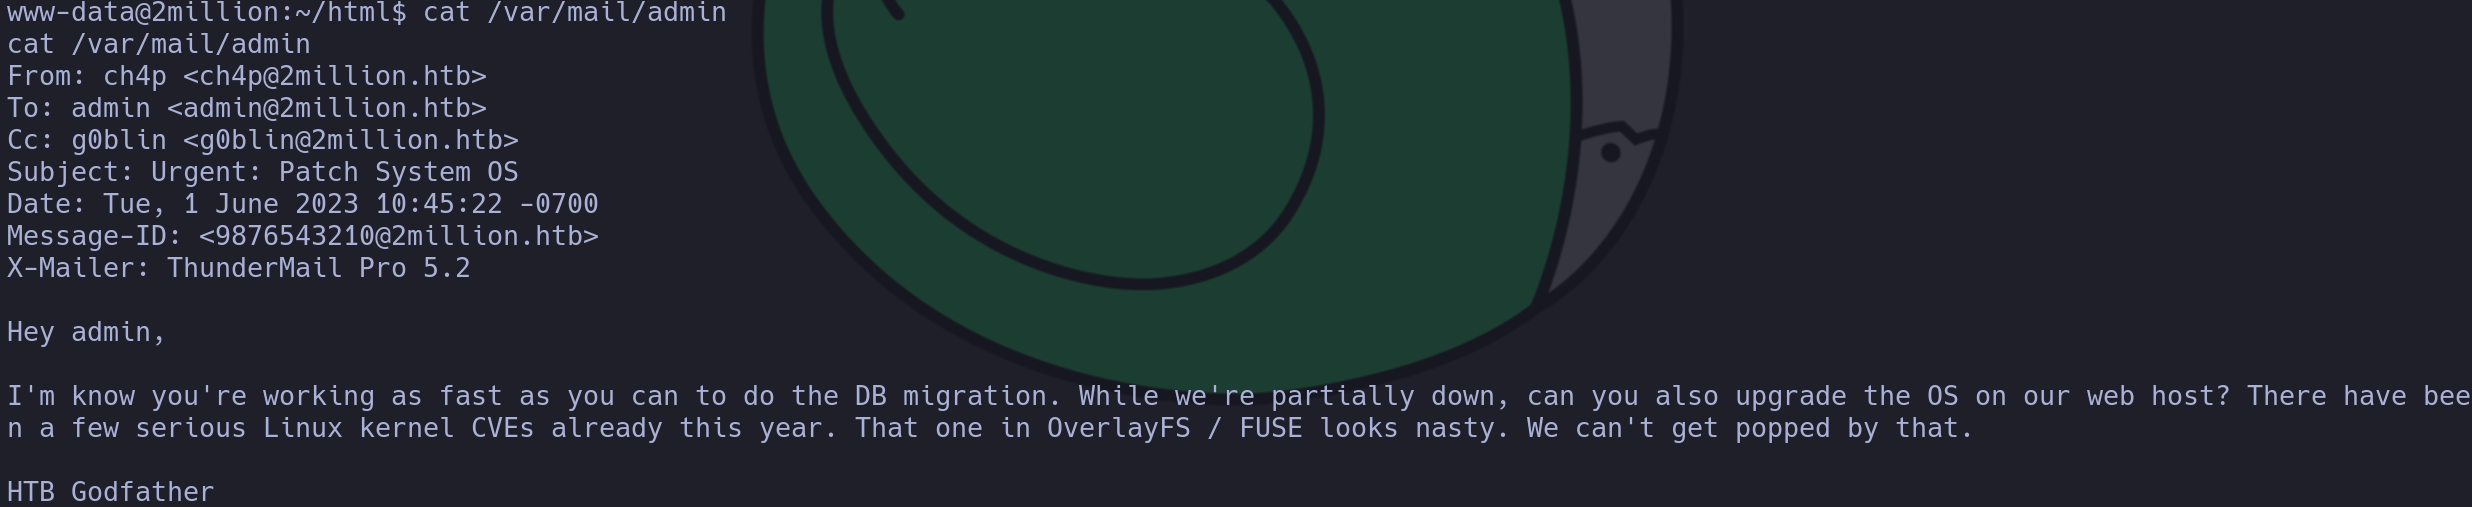 www-data@2million:~/html$ cat /var/mail/admin
cat /var/mail/admin
From: ch4p <ch4p@2million.htb>
To: admin <admin@2million.htb>
Cc: g0blin <g0blin@2million.htb>
Subject: Urgent: Patch System OS
Date: Tue, 1 June 2023 10:45:22 -0700
Message-ID: <9876543210@2million.htb>
X-Mailer: ThunderMail Pro 5.2

Hey admin,

I'm know you're working as fast as you can to do the DB migration. While we're partially down, can you also upgrade the OS on our web host? There have bee
n a few serious Linux kernel CVEs already this year. That one in OverlayFS / FUSE looks nasty. We can't get popped by that.

HTB Godfather